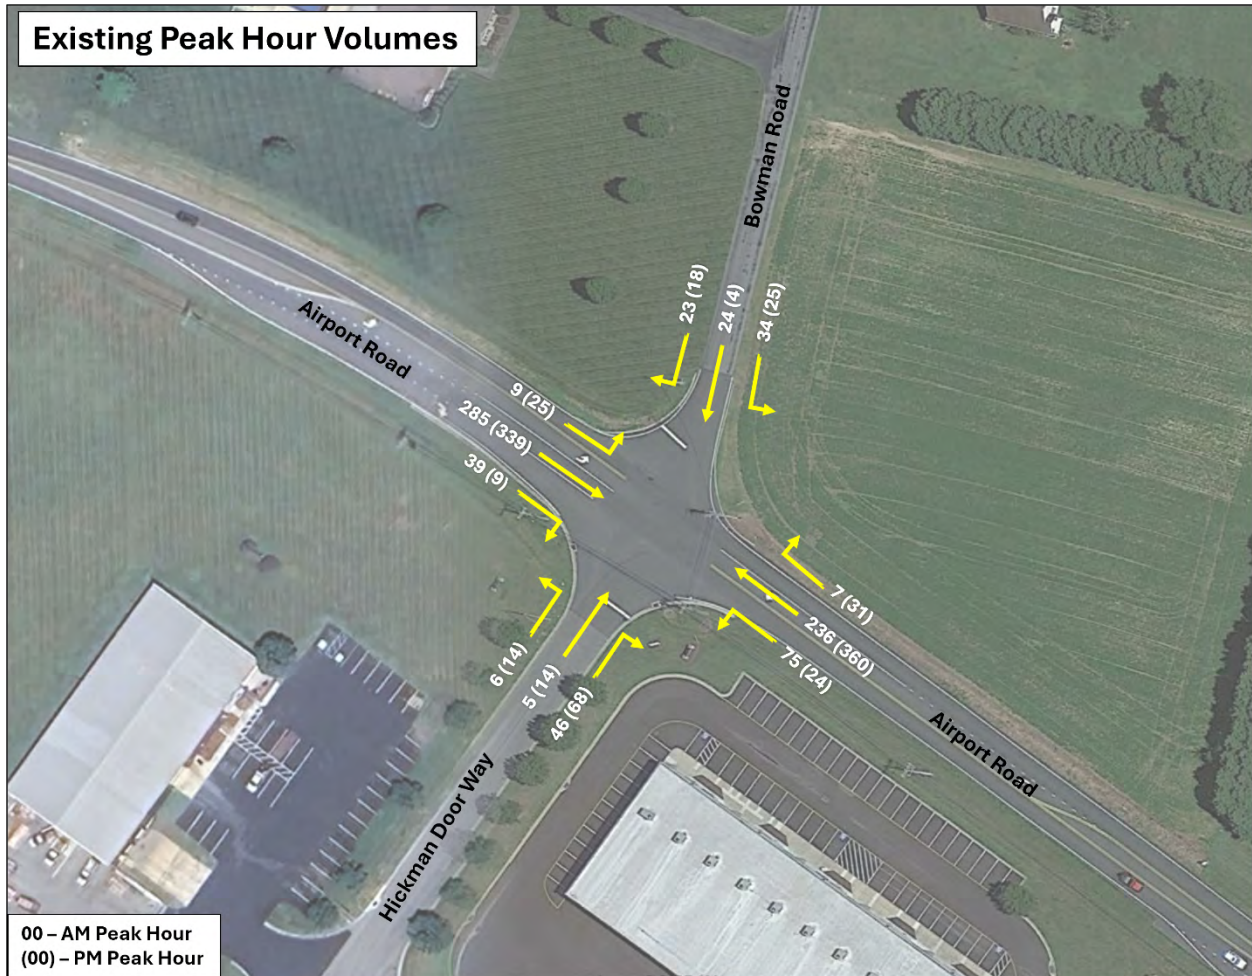 Existing Peak Hour Volumes
Bowman Road
23 (18)
24 (4)
34 (25)
Airport Road
9 (25)
285 (339)
39 (9)
7 (31)
236 (360)
75 (24)
6 (14)
5 (14)
46 (68)
Airport Road
Hickman Door Way
00 – AM Peak Hour
(00) – PM Peak Hour